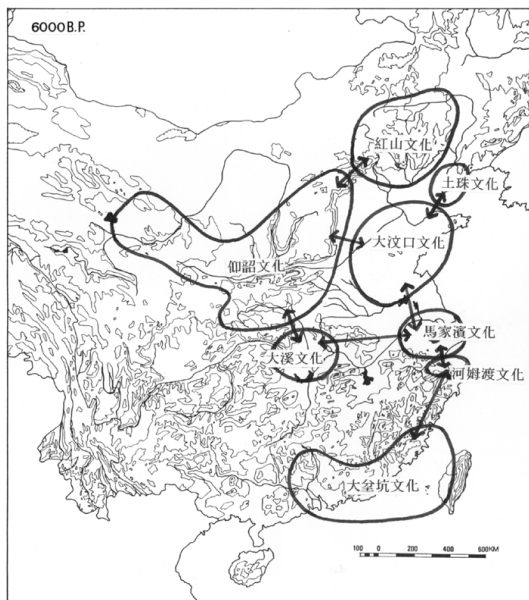 6000 B.P.
紅山文化
土珠文化
大汶口文化
仰韶文化
馬家濱文化
大溪文化
河姆渡文化
大坌坑文化
100 0 200 400 600KM